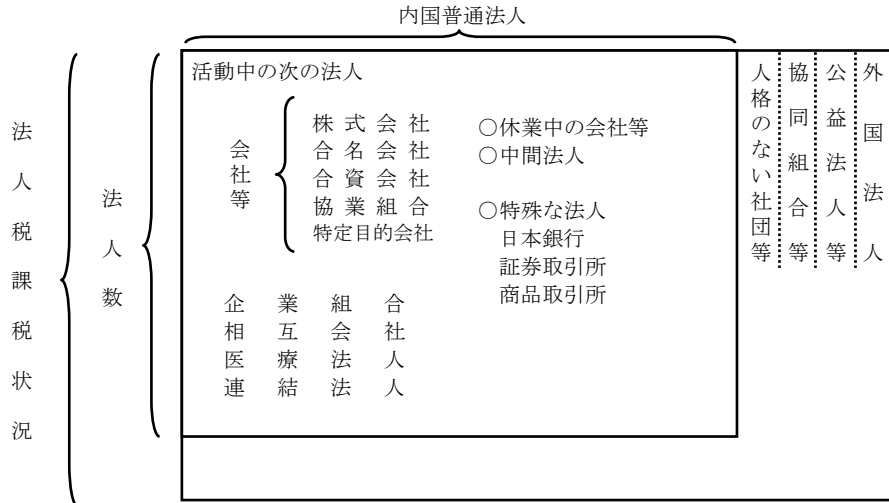 内国普通法人
活動中の次の法人
会社等
株式会社
合名会社
合資会社
協業組合
特定目的会社
企業組合
相互会社
医療法人
連結法人
○休業中の会社等
○中間法人
○特殊な法人
日本銀行
証券取引所
商品取引所
人格のない社団等
協同組合等
公益法人等
外国法人
法人数
法人税課税状況